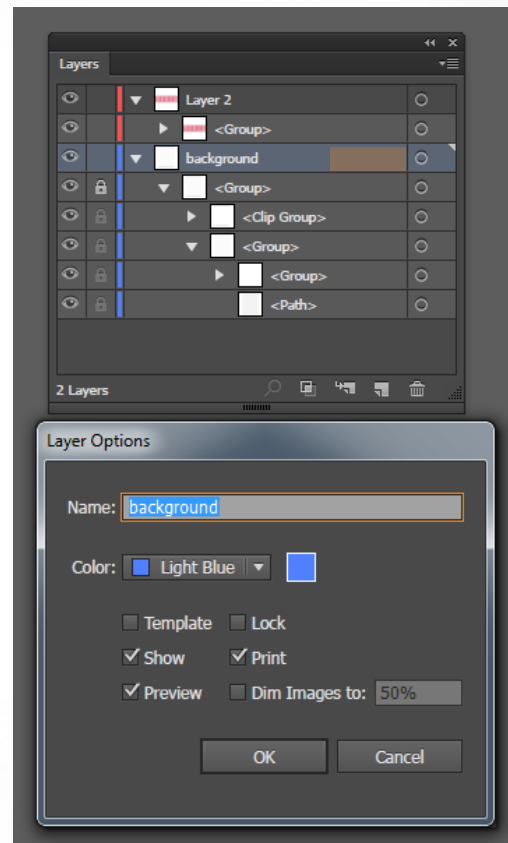 Layers
Layer 2
<Group>
background
<Group>
<Clip Group>
<Group>
<Group>
<Path>
2 Layers
Layer Options
Name: background
Color: Light Blue
Template Lock
Show Print
Preview Dim Images to: 50%
OK Cancel